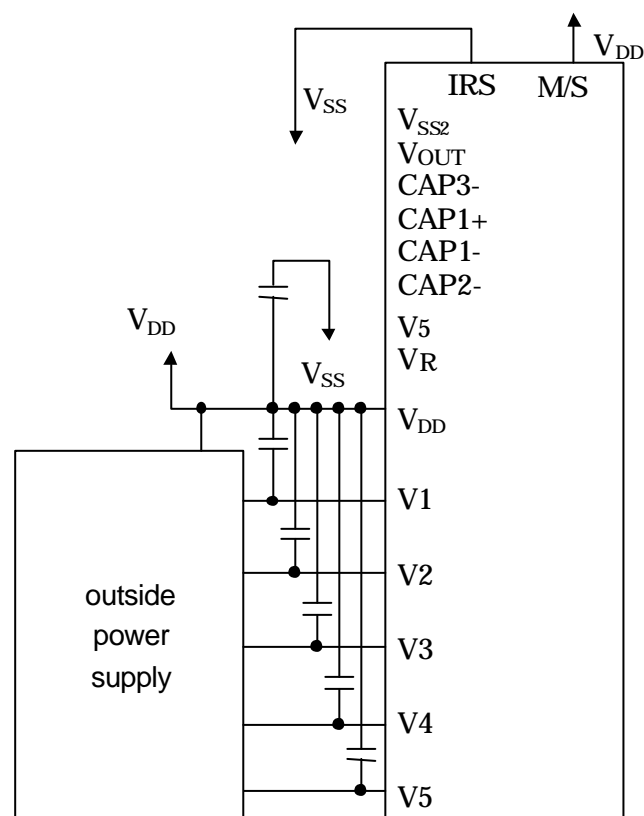 VDD
IRS M/S
VSS
VSS2
VOUT
CAP3-
CAP1+
CAP1-
CAP2-
V5
VR
VDD
VSS
VDD
V1
V2
outside
power
supply
V3
V4
V5